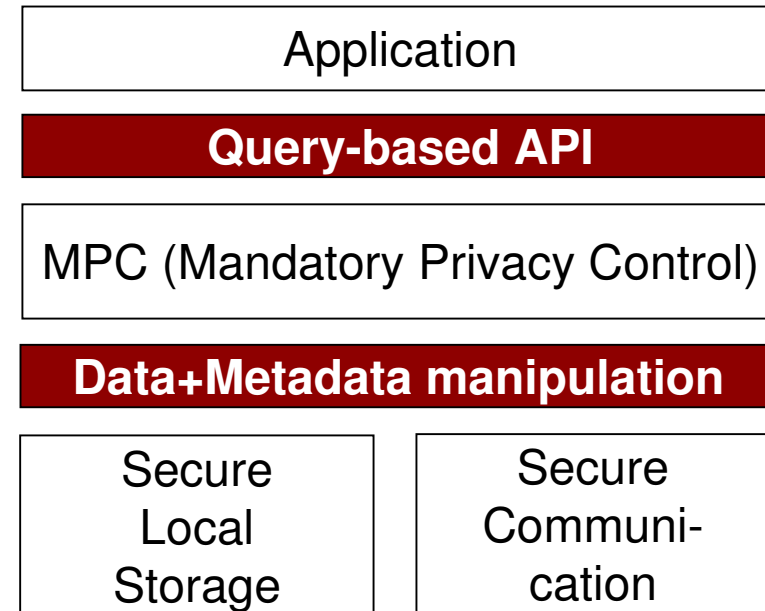 Application
Query-based API
MPC (Mandatory Privacy Control)
Data+Metadata manipulation
Secure
Local
Storage
Secure
Communi-
cation